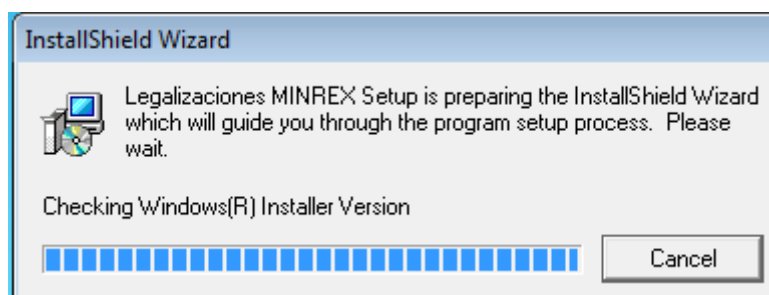 InstallShield Wizard
Legalizaciones MINREX Setup is preparing the InstallShield Wizard
which will guide you through the program setup process. Please
wait.
Checking Windows(R) Installer Version
Cancel